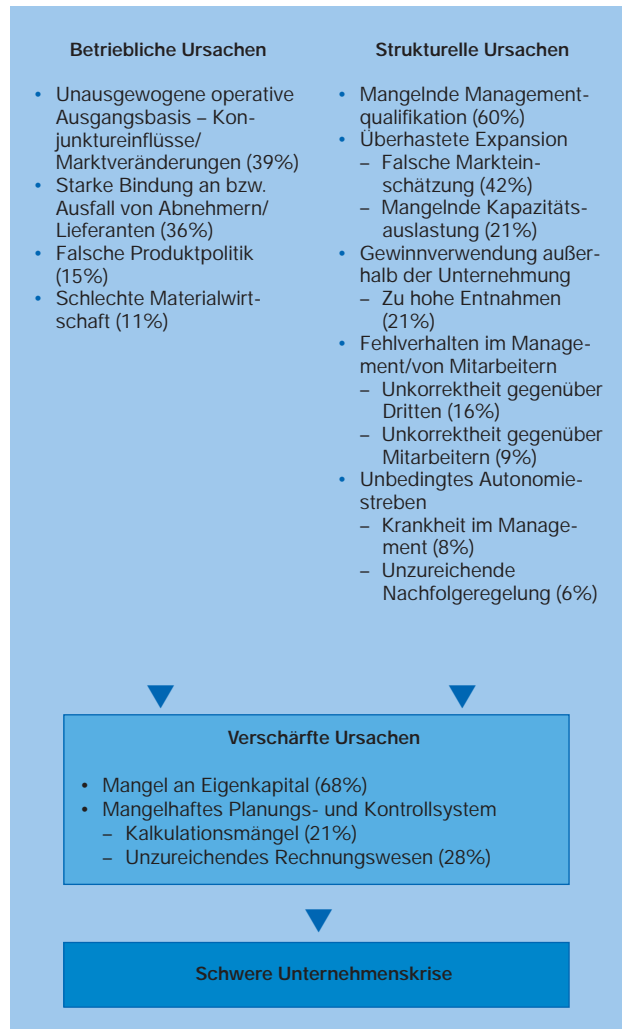 Betriebliche Ursachen
• Unausgewogene operative
Ausgangsbasis – Kon-
junktureinflüsse/
Marktveränderungen (39%)
• Starke Bindung an bzw.
Ausfall von Abnehmern/
Lieferanten (36%)
• Falsche Produktpolitik
(15%)
• Schlechte Materialwirt-
schaft (11%)
Strukturelle Ursachen
• Mangelnde Management-
qualifikation (60%)
• Überhastete Expansion
– Falsche Marktein-
schätzung (42%)
– Mangelnde Kapazitäts-
auslastung (21%)
• Gewinnverwendung außer-
halb der Unternehmung
– Zu hohe Entnahmen
(21%)
• Fehlverhalten im Manage-
ment/von Mitarbeitern
– Unkorrektheit gegenüber
Dritten (16%)
– Unkorrektheit gegenüber
Mitarbeitern (9%)
• Unbedingtes Autonomie-
streben
– Krankheit im Manage-
ment (8%)
– Unzureichende
Nachfolgeregelung (6%)
Verschärfte Ursachen
• Mangel an Eigenkapital (68%)
• Mangelhaftes Planungs- und Kontrollsystem
– Kalkulationsmängel (21%)
– Unzureichendes Rechnungswesen (28%)
Schwere Unternehmenskrise